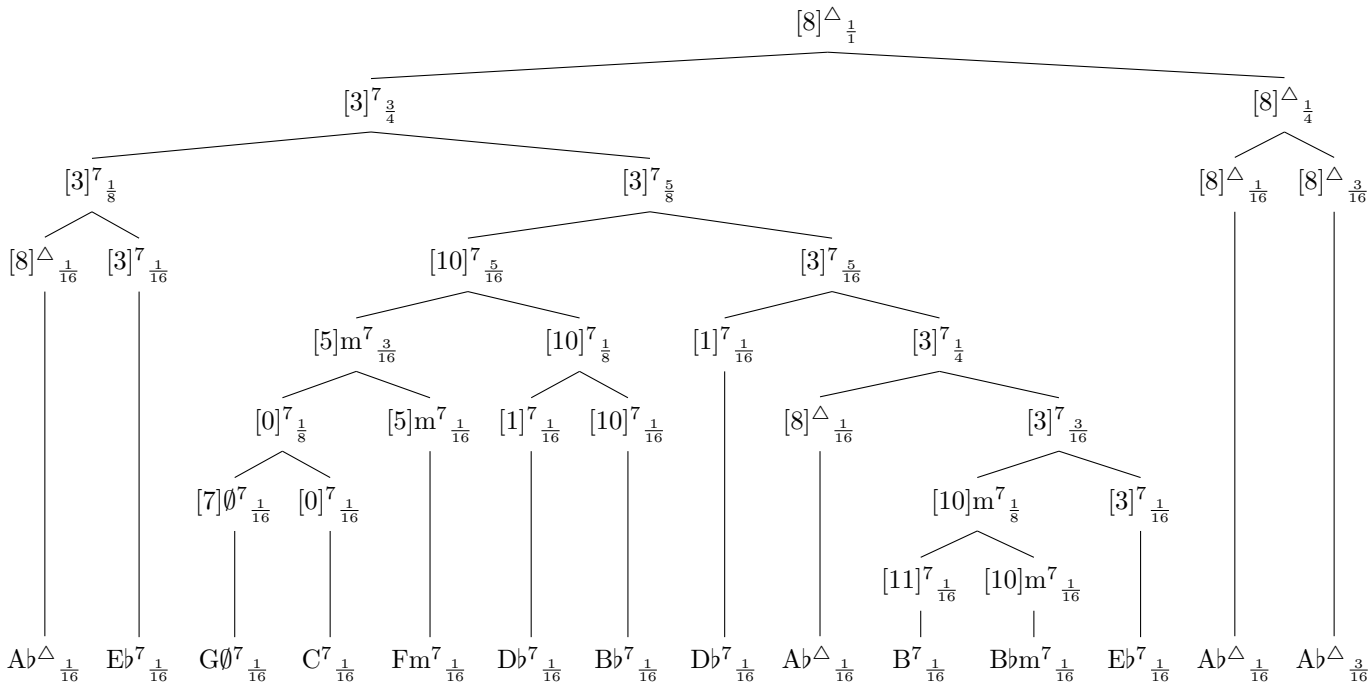 [8]△ 1/1
[3]7 3/4 [8]△ 1/4
[3]7 1/8 [3]7 5/8 [8]△ 1/16 [8]△ 3/16
[8]△ 1/16 [3]7 1/16 [10]7 5/16 [3]7 5/16
[5]m7 3/16 [10]7 1/8 [1]7 1/16 [3]7 1/4
[0]7 1/8 [5]m7 1/16 [1]7 1/16 [10]7 1/16 [8]△ 1/16 [3]7 3/16
[7]∅7 1/16 [0]7 1/16 [10]m7 1/8 [3]7 1/16
[11]7 1/16 [10]m7 1/16
A♭△ 1/16 E♭7 1/16 G∅7 1/16 C7 1/16 Fm7 1/16 D♭7 1/16 B♭7 1/16 D♭7 1/16 A♭△ 1/16 B7 1/16 B♭m7 1/16 E♭7 1/16 A♭△ 1/16 A♭△ 3/16